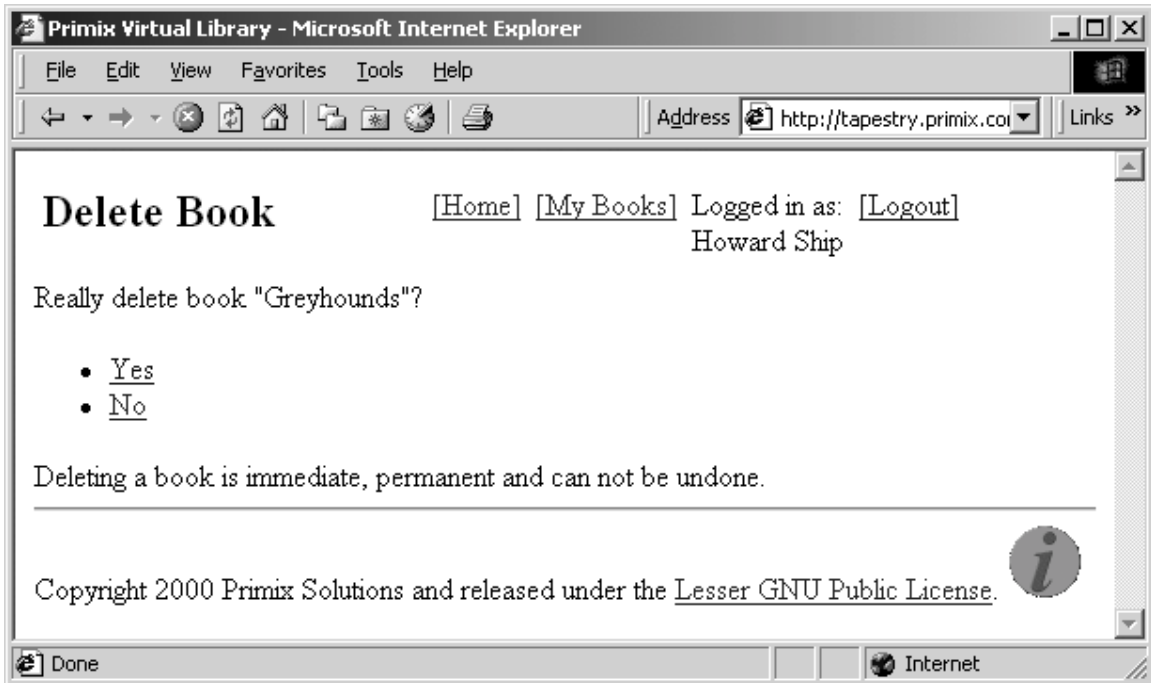 Primix Virtual Library - Microsoft Internet Explorer
File Edit View Favorites Tools Help
Address http://tapestry.primix.co Links »
Delete Book [Home] [My Books] Logged in as: [Logout]
Howard Ship
Really delete book "Greyhounds"?
• Yes
• No
Deleting a book is immediate, permanent and can not be undone.
Copyright 2000 Primix Solutions and released under the Lesser GNU Public License.
Done Internet